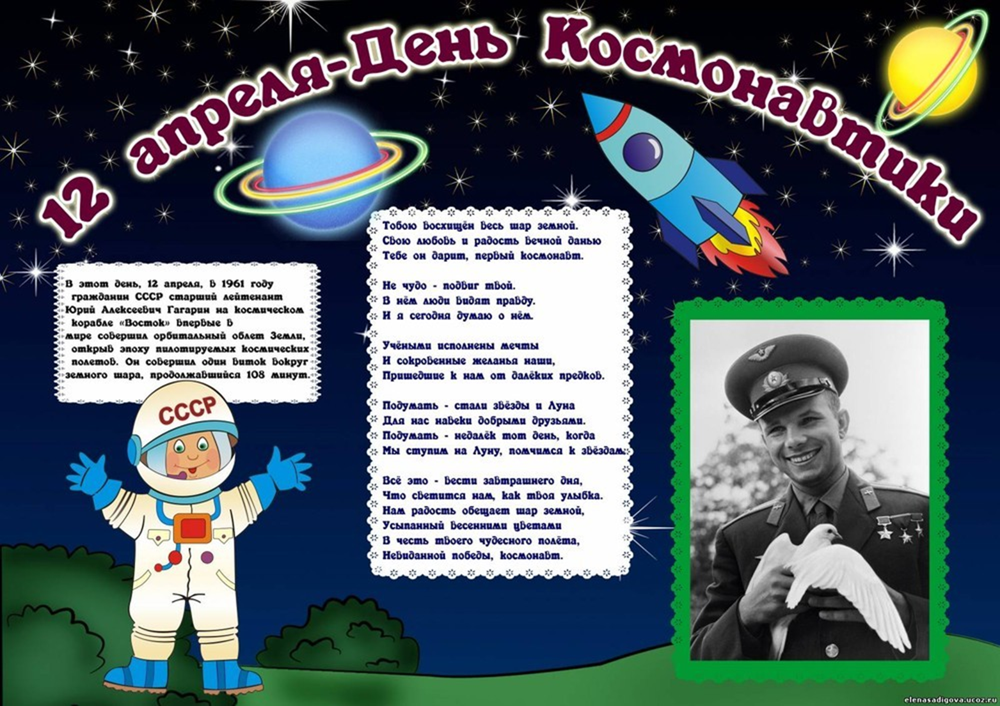 12 апреля-День Космонавтики
В этот день, 12 апреля, в 1961 году
гражданин СССР старший лейтенант
Юрий Алексеевич Гагарин на космическом
корабле «Восток» впервые в
мире совершил орбитальный облет Земли,
открыв эпоху пилотируемых космических
полетов. Он совершил один виток вокруг
земного шара, продолжавшийся 108 минут.
СССР
Тобою восхищён весь шар земной.
Свою любовь и радость вечной данью
Тебе он дарит, первый космонавт.
Не чудо - подвиг твой.
В нём люди видят правду.
И я сегодня думаю о нём.
Учёными исполнены мечты
И сокровенные желанья наши,
Пришедшие к нам от далёких предков.
Подумать - стали звёзды и Луна
Для нас навеки добрыми друзьями.
Подумать - недалёк тот день, когда
Мы ступим на Луну, помчимся к звёздам.
Всё это - вести завтрашнего дня,
Что светится нам, как твоя улыбка.
Нам радость обещает шар земной,
Усыпанный весенними цветами
В честь твоего чудесного полёта,
Невиданной победы, космонавт.
elenasadigova.ucoz.ru